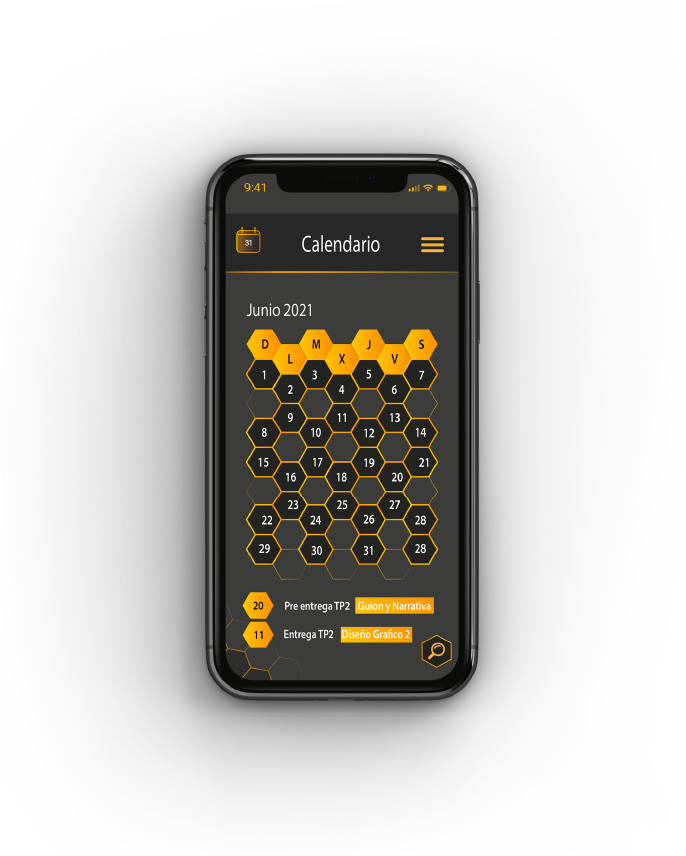 9:41
31
Calendario
Junio 2021
D L M X J V S
1 2 3 4 5 6 7
8 9 10 11 12 13 14
15 16 17 18 19 20 21
22 23 24 25 26 27 28
29 30 31 28
20 Pre entrega TP2 Guion y Narrativa
11 Entrega TP2 Diseño Grafico 2